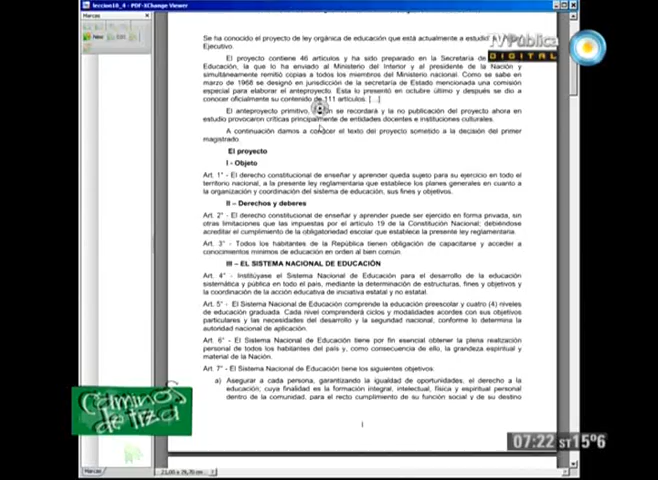 leccion10_4 - PDF-XChange Viewer
Marcas
New
Edit
Se ha conocido el proyecto de ley orgánica de educación que está actualmente a estudio
Ejecutivo.
El proyecto contiene 46 artículos y ha sido preparado en la Secretaría de
Educación, la que lo ha enviado al Ministerio del Interior y al presidente de la Nación y
simultáneamente remitió copias a todos los miembros del Ministerio nacional. Como se sabe en
marzo de 1968 se designó en jurisdicción de la secretaría de Estado mencionada una comisión
especial para elaborar el anteproyecto. Esta lo presentó en octubre último y después se dio a
conocer oficialmente su contenido de 111 artículos. [...]
El anteproyecto primitivo, se recordará y la no publicación del proyecto ahora en
estudio provocaron críticas principalmente de entidades docentes e instituciones culturales.
A continuación damos a conocer el texto del proyecto sometido a la decisión del primer
magistrado.
El proyecto
I - Objeto
Art. 1° - El derecho constitucional de enseñar y aprender queda sujeto para su ejercicio en todo el
territorio nacional, a la presente ley reglamentaria que establece los planes generales en cuanto a
la organización y coordinación del sistema de educación, sus fines y objetivos.
II – Derechos y deberes
Art. 2° - El derecho constitucional de enseñar y aprender puede ser ejercido en forma privada, sin
otras limitaciones que las impuestas por el artículo 19 de la Constitución Nacional; debiéndose
acreditar el cumplimiento de la obligatoriedad escolar que establece la presente ley reglamentaria.
Art. 3° - Todos los habitantes de la República tienen obligación de capacitarse y acceder a
conocimientos mínimos de educación en orden al bien común.
III – EL SISTEMA NACIONAL DE EDUCACIÓN
Art. 4° - Institúyase el Sistema Nacional de Educación para el desarrollo de la educación
sistemática y pública en todo el país, mediante la determinación de estructuras, fines y objetivos y
la coordinación de la acción educativa de iniciativa estatal y no estatal.
Art. 5° - El Sistema Nacional de Educación comprende la educación preescolar y cuatro (4) niveles
de educación graduada. Cada nivel comprenderá ciclos y modalidades acordes con sus objetivos
particulares y las necesidades del desarrollo y la seguridad nacional, conforme lo determina la
autoridad nacional de aplicación.
Art. 6° - El Sistema Nacional de Educación tiene por fin esencial obtener la plena realización
personal de todos los habitantes del país y, como consecuencia de ello, la grandeza espiritual y
material de la Nación.
Art. 7° - El Sistema Nacional de Educación tiene los siguientes objetivos:
a) Asegurar a cada persona, garantizando la igualdad de oportunidades, el derecho a la
educación; cuya finalidad es la formación integral, intelectual, física y espiritual personal
dentro de la comunidad, para el recto cumplimiento de su función social y de su destino
TV Pública
DIGITAL
caminos
de tiza
07:22 ST 15°6
Marcas
21,00 x 29,70 cm